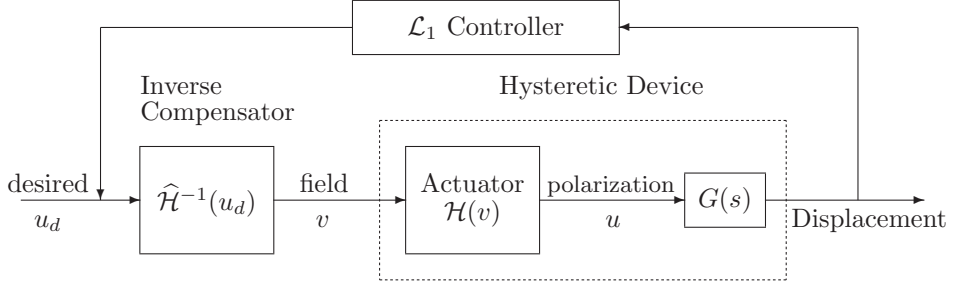 ℒ₁ Controller
Inverse
Compensator
Hysteretic Device
desired
u_d
Ĥ⁻¹(u_d)
field
v
Actuator
ℋ(v)
polarization
u
G(s)
Displacement